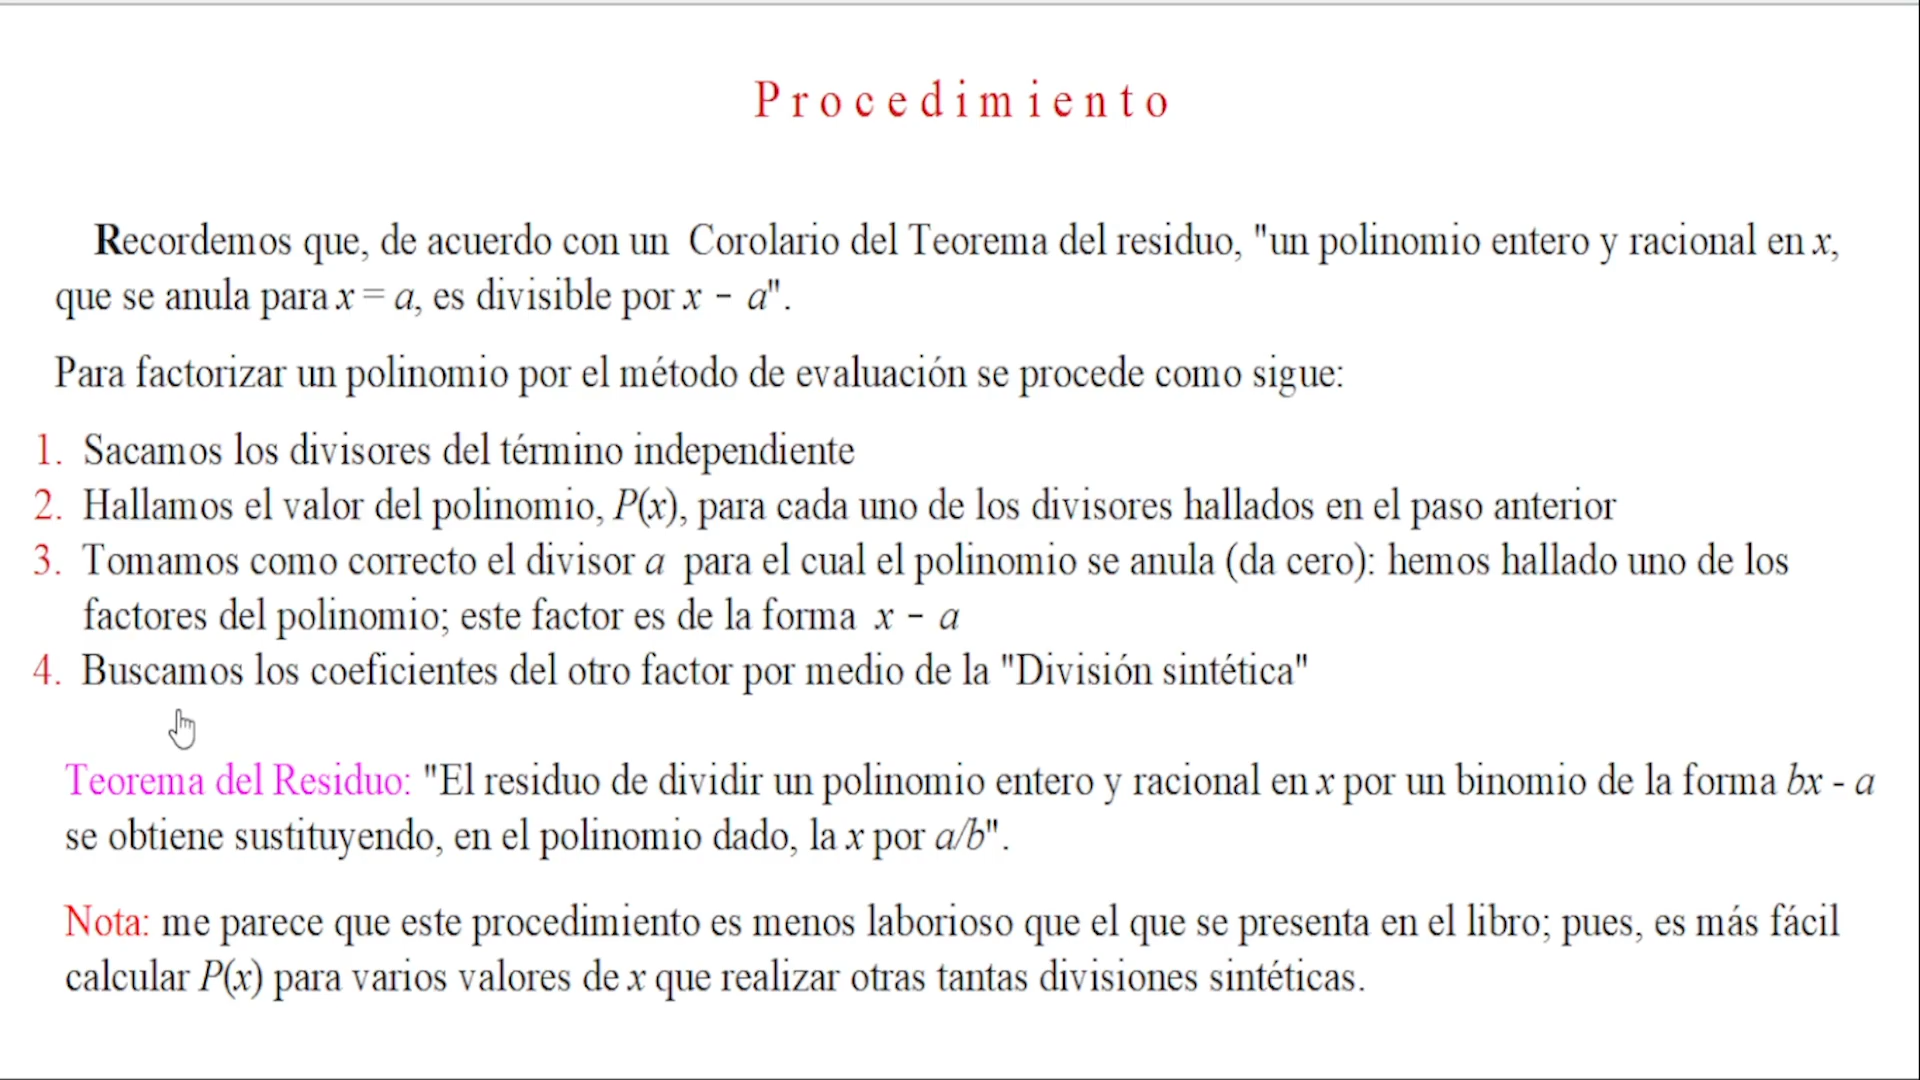 Procedimiento
Recordemos que, de acuerdo con un Corolario del Teorema del residuo, "un polinomio entero y racional en x,
que se anula para x = a, es divisible por x - a".
Para factorizar un polinomio por el método de evaluación se procede como sigue:
1. Sacamos los divisores del término independiente
2. Hallamos el valor del polinomio, P(x), para cada uno de los divisores hallados en el paso anterior
3. Tomamos como correcto el divisor a para el cual el polinomio se anula (da cero): hemos hallado uno de los
factores del polinomio; este factor es de la forma x - a
4. Buscamos los coeficientes del otro factor por medio de la "División sintética"
Teorema del Residuo: "El residuo de dividir un polinomio entero y racional en x por un binomio de la forma bx - a
se obtiene sustituyendo, en el polinomio dado, la x por a/b".
Nota: me parece que este procedimiento es menos laborioso que el que se presenta en el libro; pues, es más fácil
calcular P(x) para varios valores de x que realizar otras tantas divisiones sintéticas.